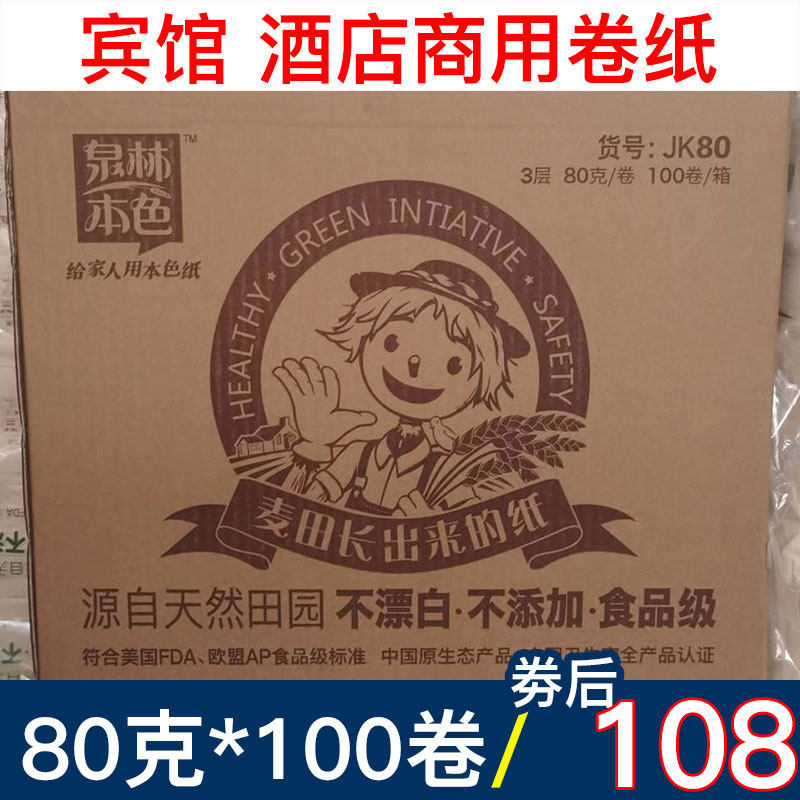 宾馆 酒店商用卷纸
泉林
本色
TM
给家人用本色纸
货号: JK80
3层 80克/卷 100卷/箱
HEALTHY · GREEN INTIATIVE · SAFETY
麦田长出来的纸
源自天然田园 不漂白·不添加·食品级
符合美国FDA、欧盟AP食品级标准 中国原生态产品
全产品认证
劵后
80克*100卷/ 108